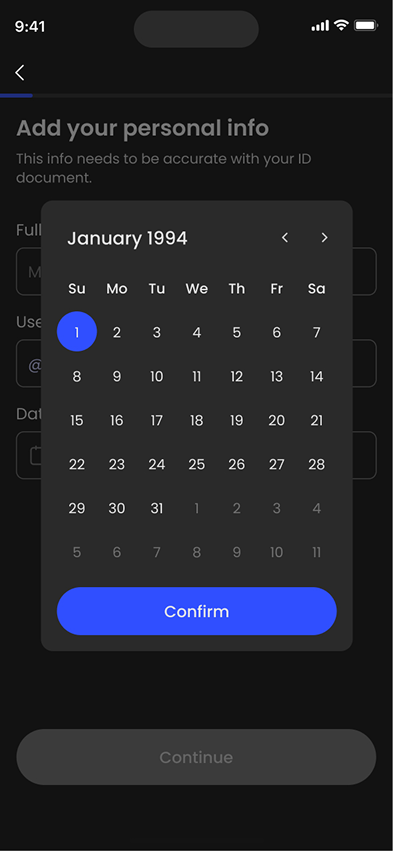 9:41
Add your personal info
This info needs to be accurate with your ID
document.
Full
January 1994
Su Mo Tu We Th Fr Sa
M
1 2 3 4 5 6 7
Use
@
8 9 10 11 12 13 14
Dat
15 16 17 18 19 20 21
22 23 24 25 26 27 28
29 30 31 1 2 3 4
5 6 7 8 9 10 11
Confirm
Continue